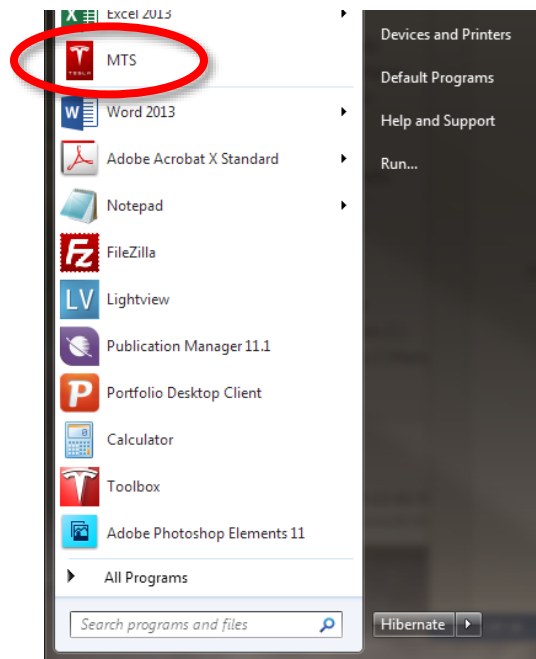 Excel 2013
MTS
TESLA
Word 2013
Adobe Acrobat X Standard
Notepad
FileZilla
LV Lightview
Publication Manager 11.1
Portfolio Desktop Client
Calculator
Toolbox
Adobe Photoshop Elements 11
All Programs
Search programs and files
Devices and Printers
Default Programs
Help and Support
Run...
Hibernate